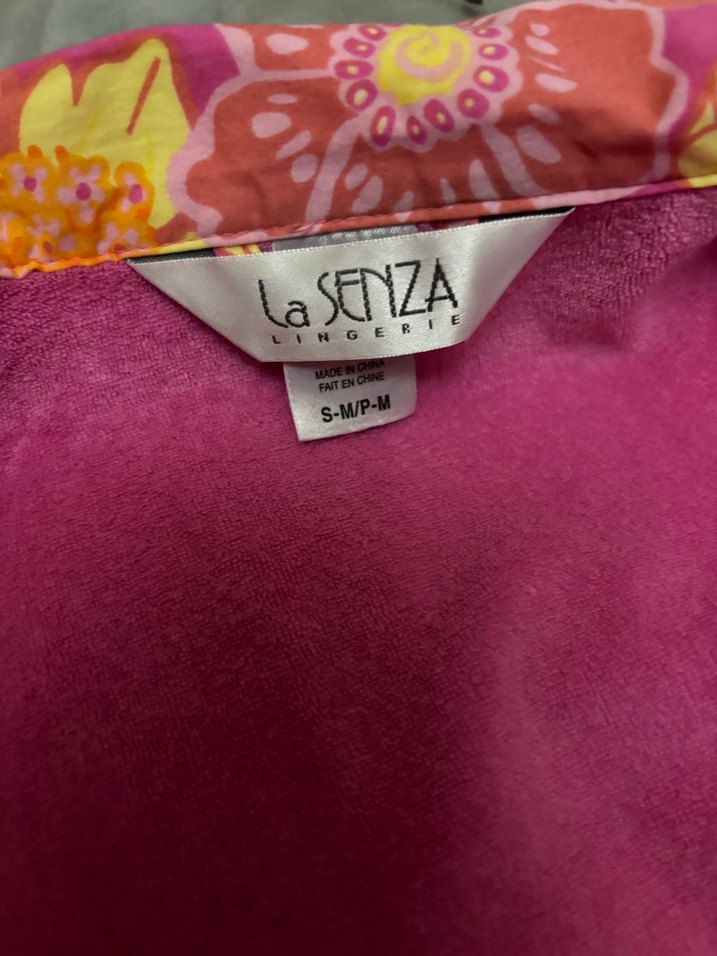 La SENZA
LINGERIE
MADE IN CHINA
FAIT EN CHINE
S-M/P-M